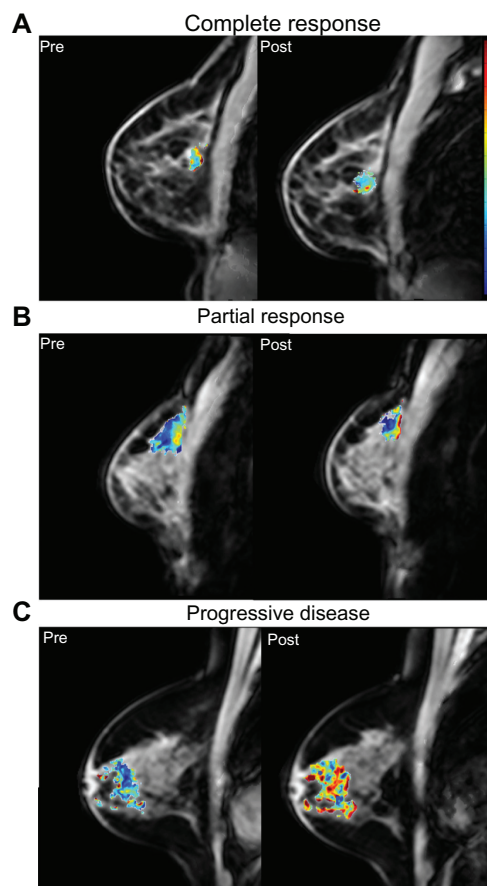 A Complete response
Pre Post
B Partial response
Pre Post
C Progressive disease
Pre Post